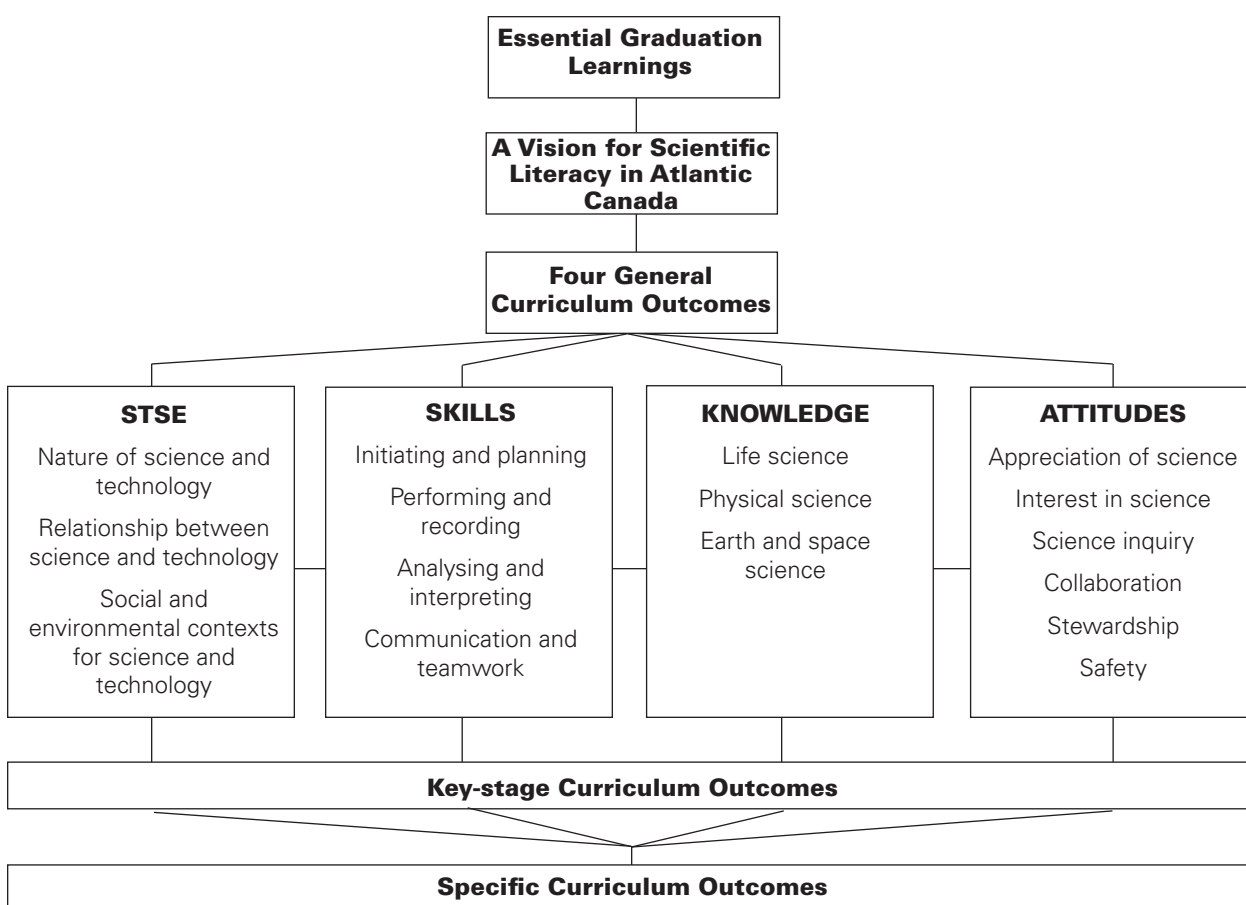 Essential Graduation
Learnings
A Vision for Scientific
Literacy in Atlantic
Canada
Four General
Curriculum Outcomes
STSE
Nature of science and
technology
Relationship between
science and technology
Social and
environmental contexts
for science and
technology
SKILLS
Initiating and planning
Performing and
recording
Analysing and
interpreting
Communication and
teamwork
KNOWLEDGE
Life science
Physical science
Earth and space
science
ATTITUDES
Appreciation of science
Interest in science
Science inquiry
Collaboration
Stewardship
Safety
Key-stage Curriculum Outcomes
Specific Curriculum Outcomes